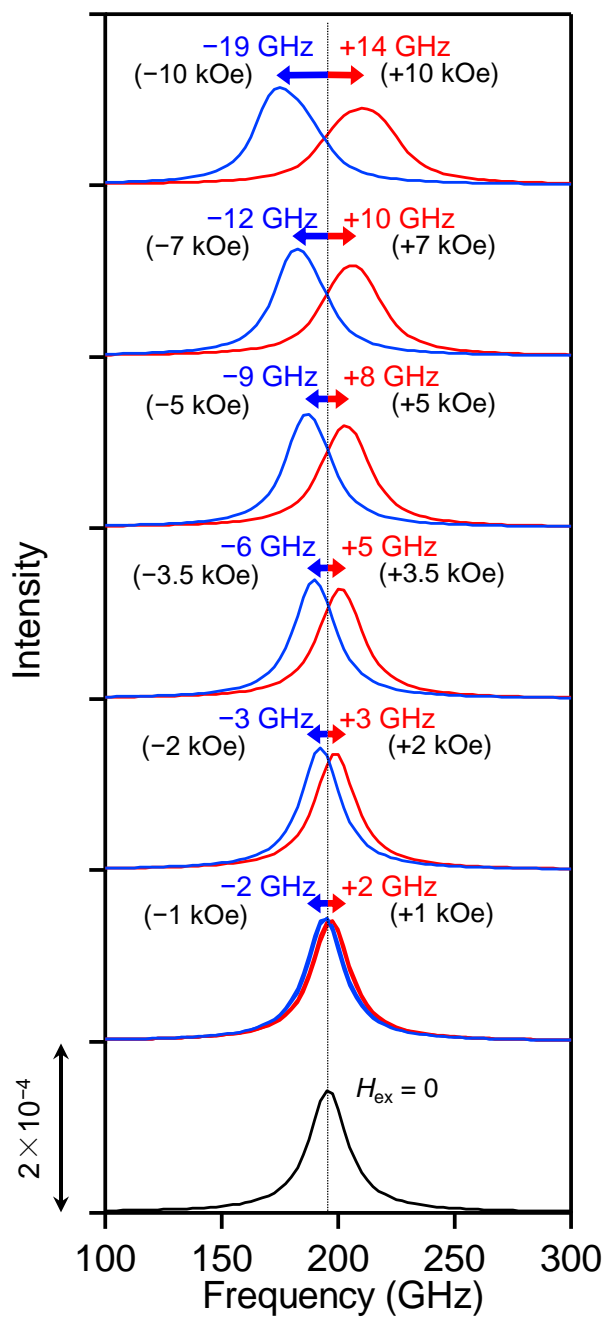 −19 GHz +14 GHz
(−10 kOe) (+10 kOe)
−12 GHz +10 GHz
(−7 kOe) (+7 kOe)
−9 GHz +8 GHz
(−5 kOe) (+5 kOe)
−6 GHz +5 GHz
(−3.5 kOe) (+3.5 kOe)
−3 GHz +3 GHz
(−2 kOe) (+2 kOe)
−2 GHz +2 GHz
(−1 kOe) (+1 kOe)
Hex = 0
Intensity
2×10−4
100 150 200 250 300
Frequency (GHz)